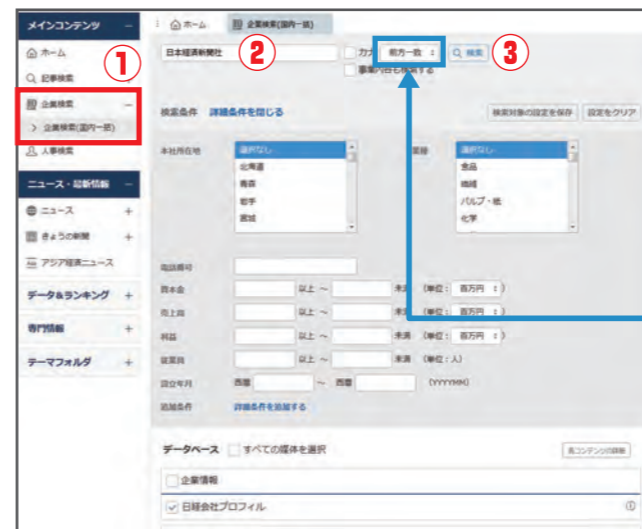 メインコンテンツ −
ホーム
記事検索
企業検索 −
> 企業検索(国内一部)
人事検索
ニュース・最新情報 −
ニュース +
きょうの新聞 +
アジア経済ニュース
データ&ランキング +
専門情報 +
テーマフォルダ +
①
ホーム 企業検索(国内一部)
日本経済新聞社 ② カナ 前方一致 検索 ③
事業内容も検索する
検索条件 詳細条件を閉じる 検索対象の設定を保存 設定をクリア
本社所在地 選択なし 業種 選択なし
北海道 食品
青森 繊維
岩手 パルプ・紙
宮城 化学
電話番号
資本金 以上 ~ 未満 (単位: 百万円 )
売上高 以上 ~ 未満 (単位: 百万円 )
利益 以上 ~ 未満 (単位: 百万円 )
従業員 以上 ~ 未満 (単位:人)
設立年月 西暦 ~ 西暦 (YYYYMM)
追加条件 詳細条件を追加する
データベース すべての媒体を選択 各コンテンツの詳細
企業情報
日経会社プロフィル